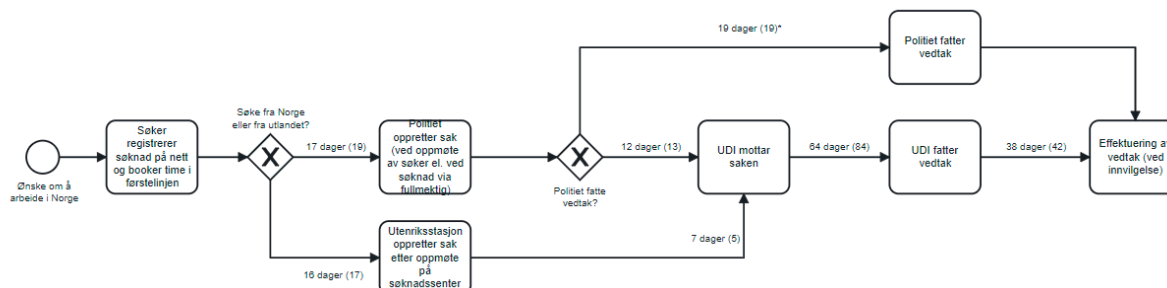 Ønske om å
arbeide i Norge
Søker
registrerer
søknad på nett
og booker time i
førstelinjen
Søke fra Norge
eller fra utlandet?
X
17 dager (19)
16 dager (17)
Politiet
oppretter sak
(ved oppmøte
av søker el. ved
søknad via
fullmektig)
Utenriksstasjon
oppretter sak
etter oppmøte
på
søknadssenter
X
Politiet fatte
vedtak?
19 dager (19)*
12 dager (13)
7 dager (5)
Politiet fatter
vedtak
UDI mottar
saken
64 dager (84)
UDI fatter
vedtak
38 dager (42)
Effektuering av
vedtak (ved
innvilgelse)